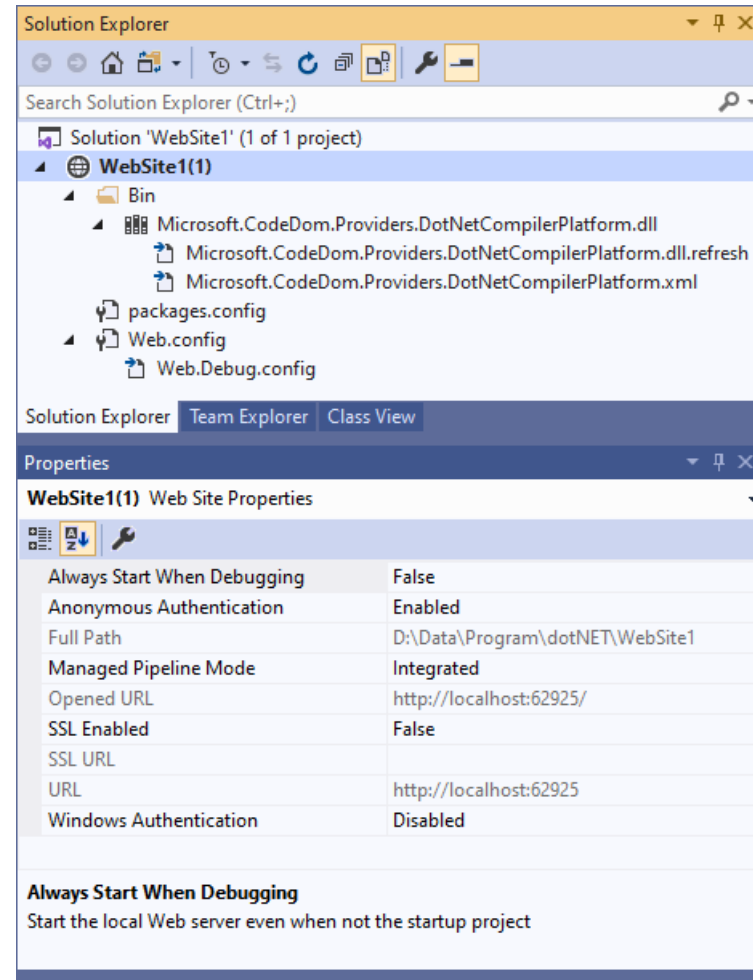 Solution Explorer
Search Solution Explorer (Ctrl+;)
Solution 'WebSite1' (1 of 1 project)
WebSite1(1)
Bin
Microsoft.CodeDom.Providers.DotNetCompilerPlatform.dll
Microsoft.CodeDom.Providers.DotNetCompilerPlatform.dll.refresh
Microsoft.CodeDom.Providers.DotNetCompilerPlatform.xml
packages.config
Web.config
Web.Debug.config
Solution Explorer Team Explorer Class View
Properties
WebSite1(1) Web Site Properties
Always Start When Debugging False
Anonymous Authentication Enabled
Full Path D:\Data\Program\dotNET\WebSite1
Managed Pipeline Mode Integrated
Opened URL http://localhost:62925/
SSL Enabled False
SSL URL
URL http://localhost:62925
Windows Authentication Disabled
Always Start When Debugging
Start the local Web server even when not the startup project